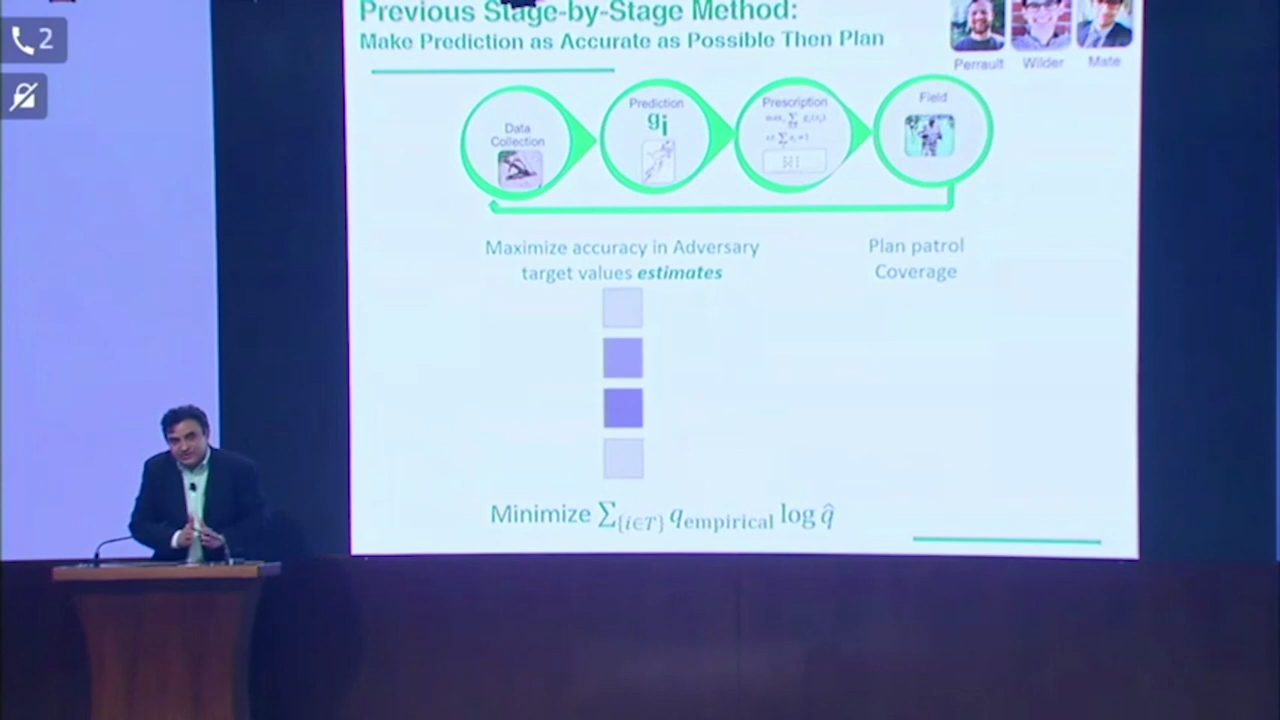 2
Previous Stage-by-Stage Method:
Make Prediction as Accurate as Possible Then Plan
Perrault Wilder Mate
Data
Collection
Prediction
gi
Prescription
Field
Maximize accuracy in Adversary
target values estimates
Plan patrol
Coverage
Minimize ∑{i∈T} qempirical log q̂